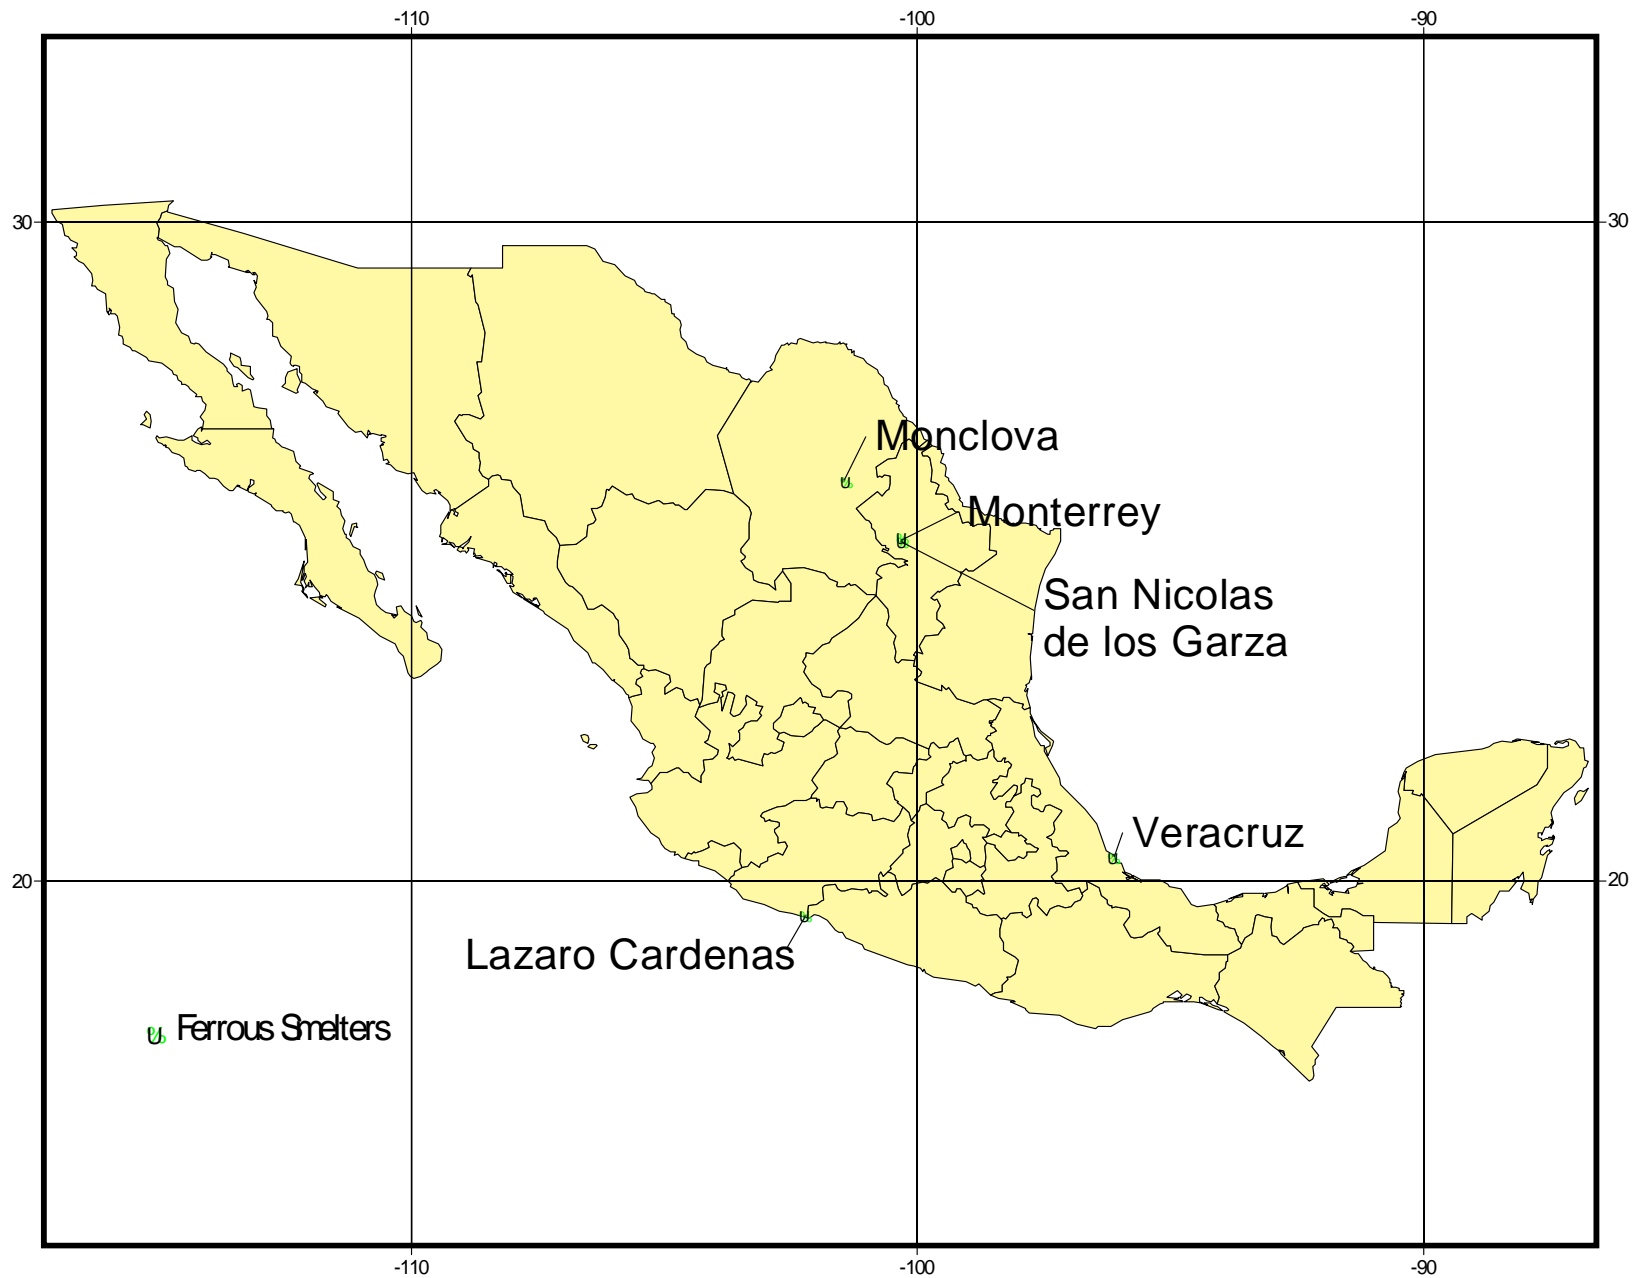 -110 -100 -90
30 30
Monclova
Monterrey
San Nicolas
de los Garza
Veracruz
20 20
Lazaro Cardenas
Ferrous Smelters
-110 -100 -90